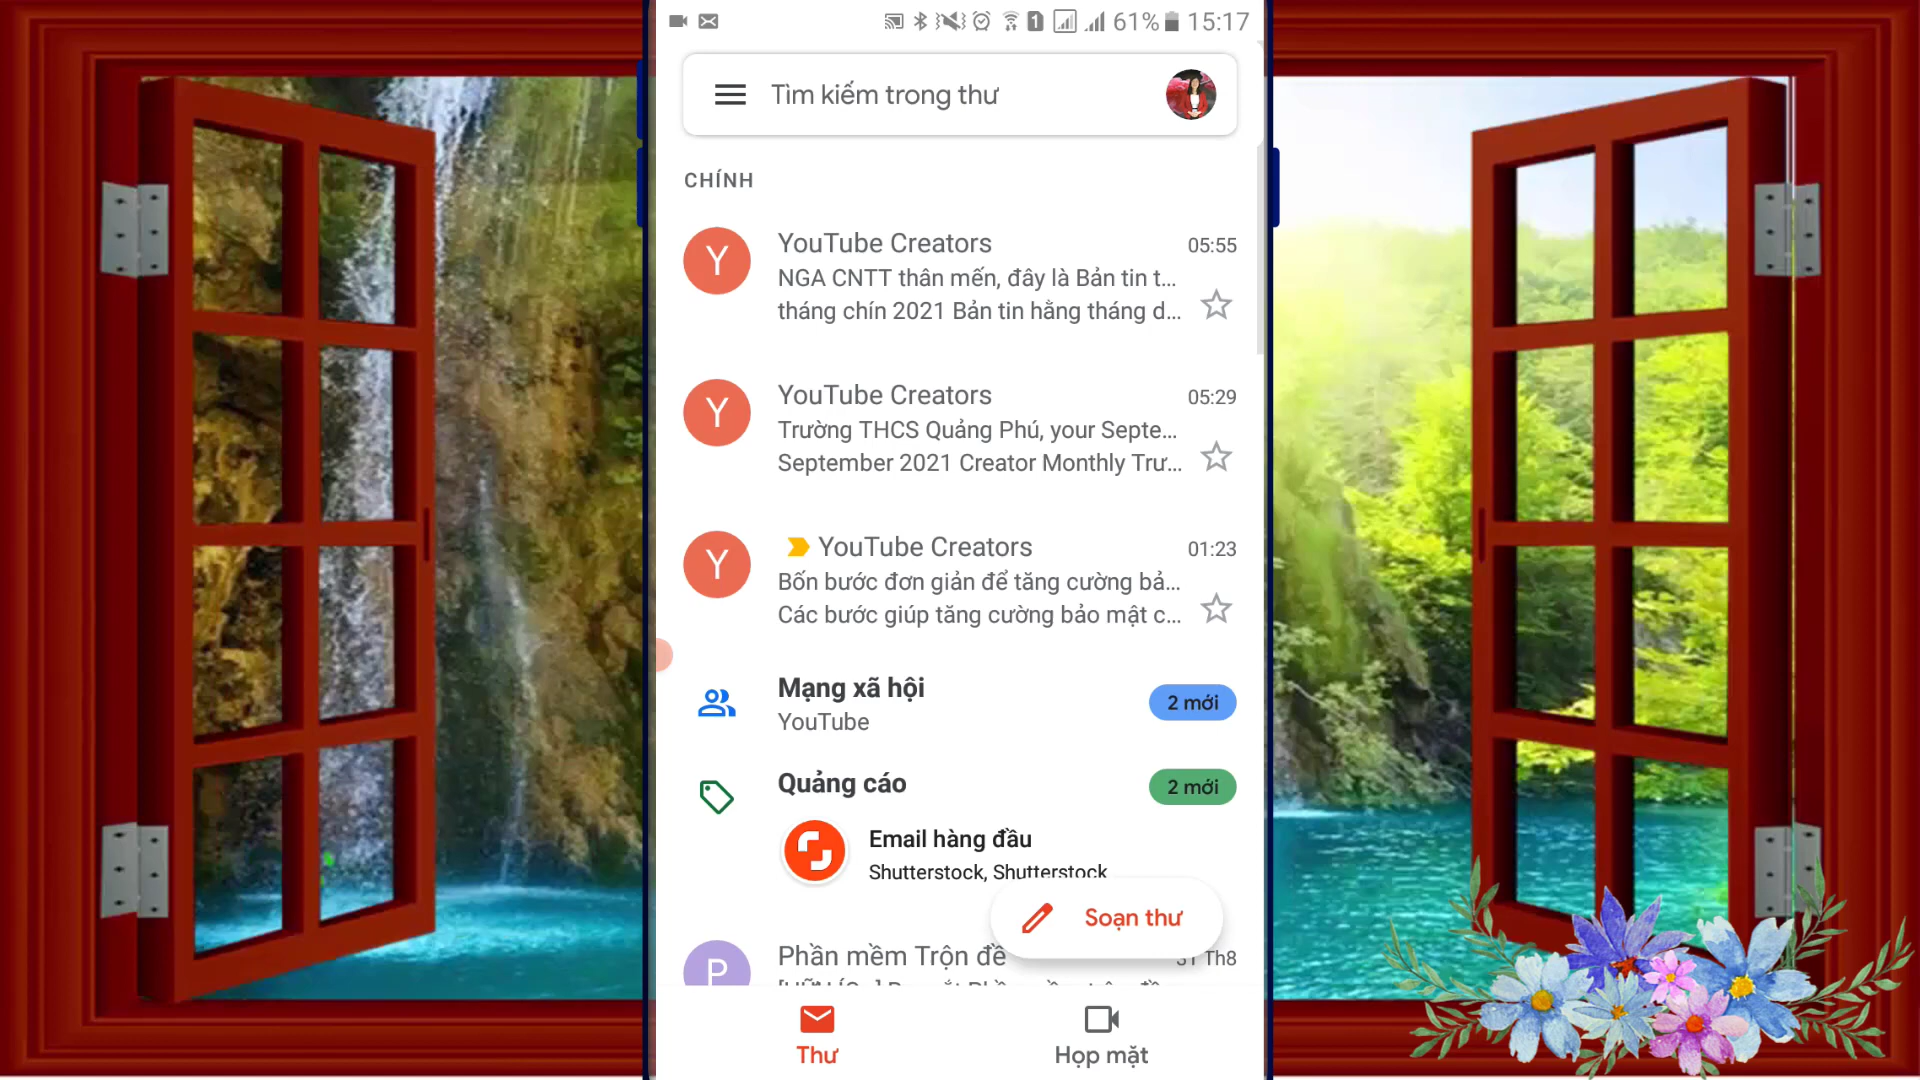 1 61% 15:17
Tìm kiếm trong thư
CHÍNH
Y YouTube Creators 05:55
NGA CNTT thân mến, đây là Bản tin t...
tháng chín 2021 Bản tin hằng tháng d...
Y YouTube Creators 05:29
Trường THCS Quảng Phú, your Septe...
September 2021 Creator Monthly Trư...
Y YouTube Creators 01:23
Bốn bước đơn giản để tăng cường bả...
Các bước giúp tăng cường bảo mật c...
Mạng xã hội 2 mới
YouTube
Quảng cáo 2 mới
Email hàng đầu
Shutterstock, Shutterstock
Soạn thư
P Phần mềm Trộn đề 31 Th8
Thư
Họp mặt